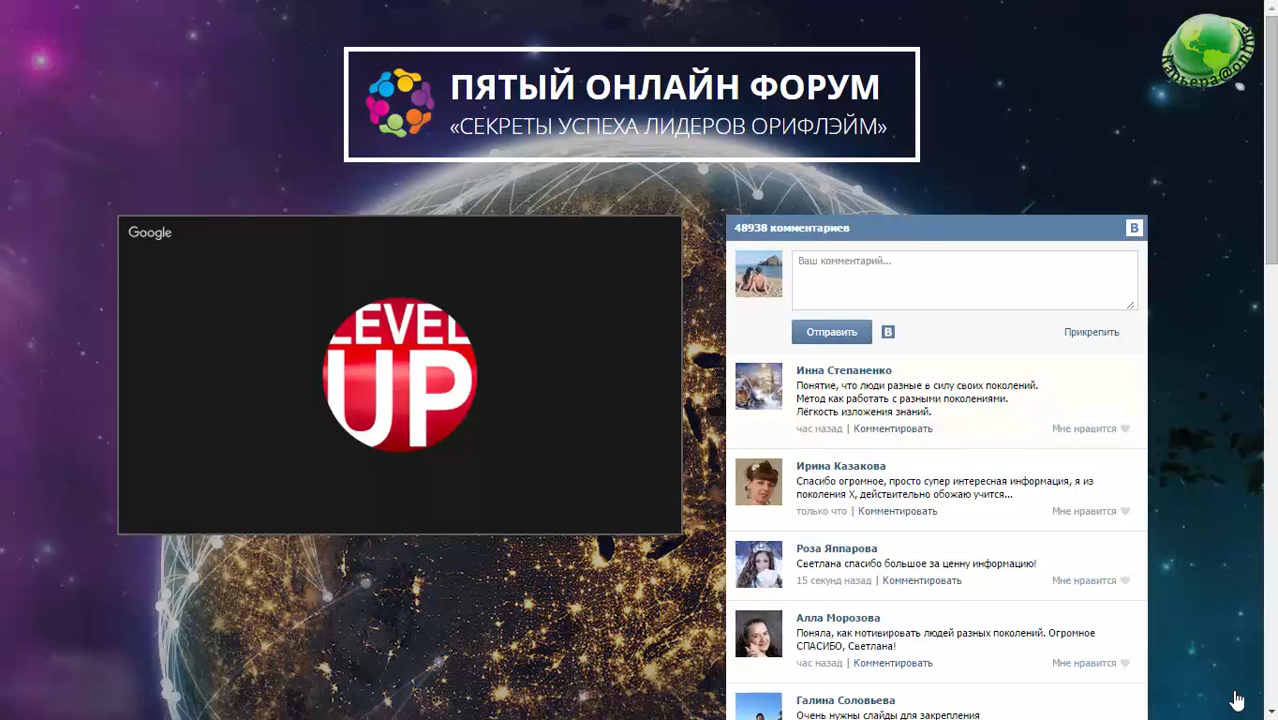 ПЯТЫЙ ОНЛАЙН ФОРУМ
«СЕКРЕТЫ УСПЕХА ЛИДЕРОВ ОРИФЛЭЙМ»
карьера@online
Google
LEVEL
UP
48938 комментариев
B
Ваш комментарий...
Отправить
B
Прикрепить
Инна Степаненко
Понятие, что люди разные в силу своих поколений.
Метод как работать с разными поколениями.
Лёгкость изложения знаний.
час назад | Комментировать
Мне нравится
Ирина Казакова
Спасибо огромное, просто супер интересная информация, я из
поколения Х, действительно обожаю учится...
только что | Комментировать
Мне нравится
Роза Яппарова
Светлана спасибо большое за ценну информацию!
15 секунд назад | Комментировать
Мне нравится
Алла Морозова
Поняла, как мотивировать людей разных поколений. Огромное
СПАСИБО, Светлана!
час назад | Комментировать
Мне нравится
Галина Соловьева
Очень нужны слайды для закрепления